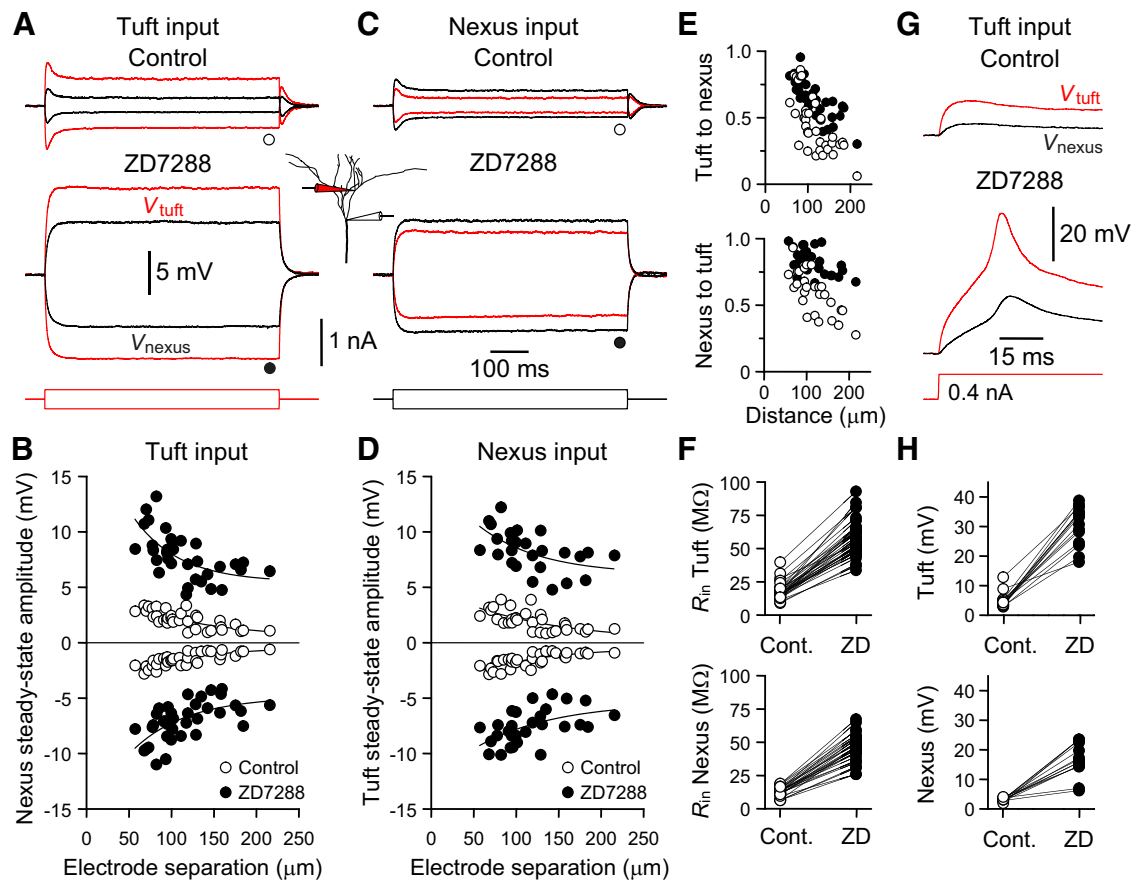 A
Tuft input
Control
ZD7288
Vtuft
5 mV
Vnexus
1 nA
C
Nexus input
Control
ZD7288
100 ms
E
Tuft to nexus
1.0
0.5
0
0
100
200
Nexus to tuft
1.0
0.5
0
0
100
200
Distance (μm)
G
Tuft input
Control
Vtuft
Vnexus
ZD7288
20 mV
15 ms
0.4 nA
B
Tuft input
Nexus steady-state amplitude (mV)
15
10
5
0
-5
-10
-15
Control
ZD7288
0
50
100
150
200
250
Electrode separation (μm)
D
Nexus input
Tuft steady-state amplitude (mV)
15
10
5
0
-5
-10
-15
Control
ZD7288
0
50
100
150
200
250
Electrode separation (μm)
F
Rin Tuft (MΩ)
100
75
50
25
0
Cont.
ZD
Rin Nexus (MΩ)
100
75
50
25
0
Cont.
ZD
H
Tuft (mV)
40
30
20
10
0
Cont.
ZD
Nexus (mV)
40
30
20
10
0
Cont.
ZD